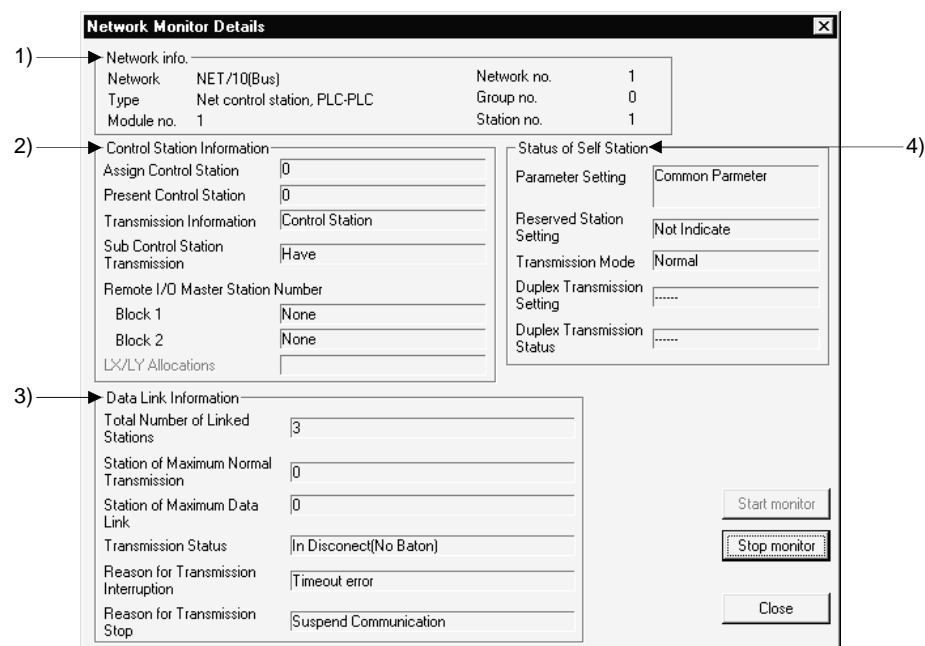 Network Monitor Details
1)
Network info.
Network NET/10(Bus) Network no. 1
Type Net control station, PLC-PLC Group no. 0
Module no. 1 Station no. 1
2)
Control Station Information
Assign Control Station 0
Present Control Station 0
Transmission Information Control Station
Sub Control Station
Transmission Have
Remote I/O Master Station Number
Block 1 None
Block 2 None
LX/LY Allocations
4)
Status of Self Station
Parameter Setting Common Parmeter
Reserved Station
Setting Not Indicate
Transmission Mode Normal
Duplex Transmission
Setting ------
Duplex Transmission
Status ------
3)
Data Link Information
Total Number of Linked
Stations 3
Station of Maximum Normal
Transmission 0
Station of Maximum Data
Link 0
Transmission Status In Disconect(No Baton)
Reason for Transmission
Interruption Timeout error
Reason for Transmission
Stop Suspend Communication
Start monitor
Stop monitor
Close